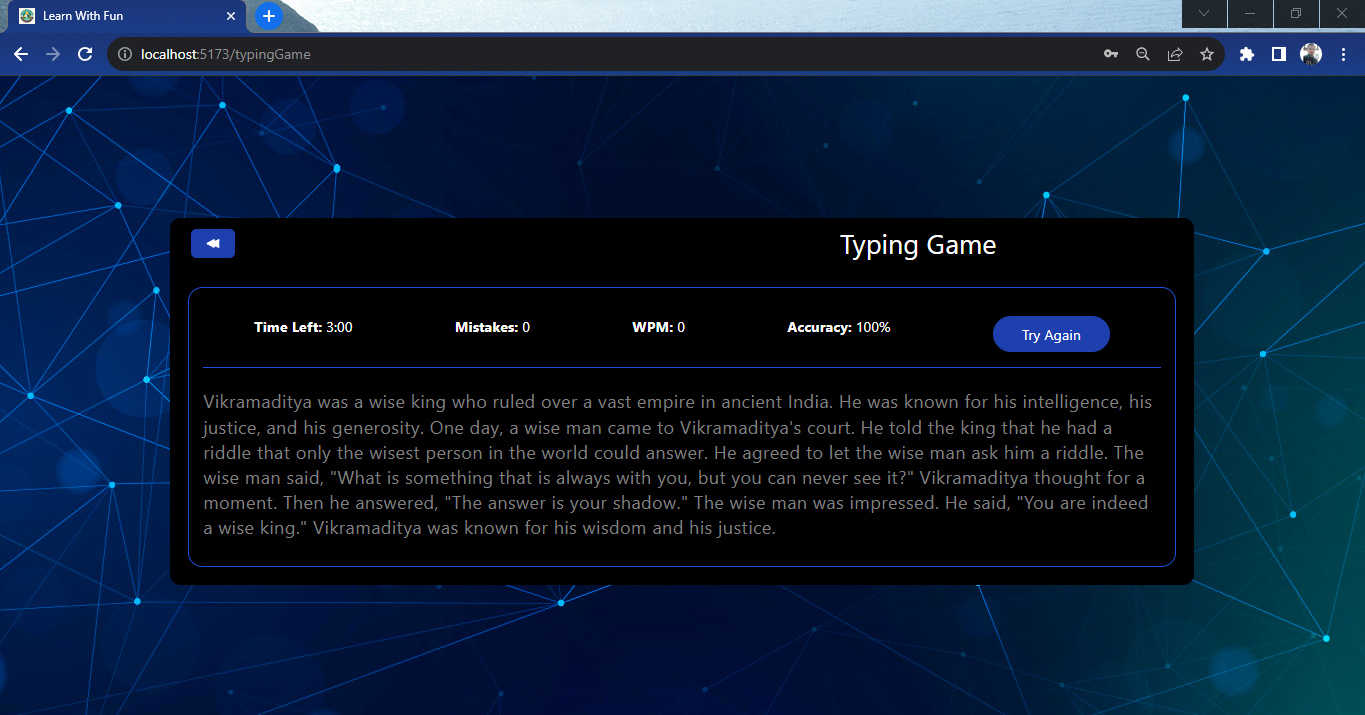 Learn With Fun
localhost:5173/typingGame
Typing Game
Time Left: 3:00 Mistakes: 0 WPM: 0 Accuracy: 100% Try Again
Vikramaditya was a wise king who ruled over a vast empire in ancient India. He was known for his intelligence, his
justice, and his generosity. One day, a wise man came to Vikramaditya's court. He told the king that he had a
riddle that only the wisest person in the world could answer. He agreed to let the wise man ask him a riddle. The
wise man said, "What is something that is always with you, but you can never see it?" Vikramaditya thought for a
moment. Then he answered, "The answer is your shadow." The wise man was impressed. He said, "You are indeed
a wise king." Vikramaditya was known for his wisdom and his justice.